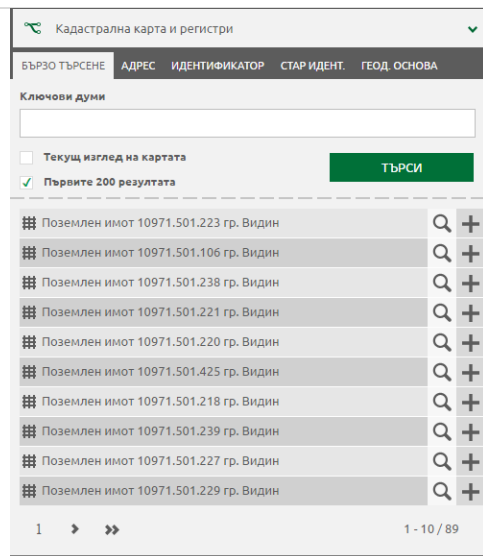 Кадастрална карта и регистри
БЪРЗО ТЪРСЕНЕ АДРЕС ИДЕНТИФИКАТОР СТАР ИДЕНТ. ГЕОД. ОСНОВА
Ключови думи
Текущ изглед на картата
ТЪРСИ
Първите 200 резултата
Поземлен имот 10971.501.223 гр. Видин
Поземлен имот 10971.501.106 гр. Видин
Поземлен имот 10971.501.238 гр. Видин
Поземлен имот 10971.501.221 гр. Видин
Поземлен имот 10971.501.220 гр. Видин
Поземлен имот 10971.501.425 гр. Видин
Поземлен имот 10971.501.218 гр. Видин
Поземлен имот 10971.501.239 гр. Видин
Поземлен имот 10971.501.227 гр. Видин
Поземлен имот 10971.501.229 гр. Видин
1 1 - 10 / 89